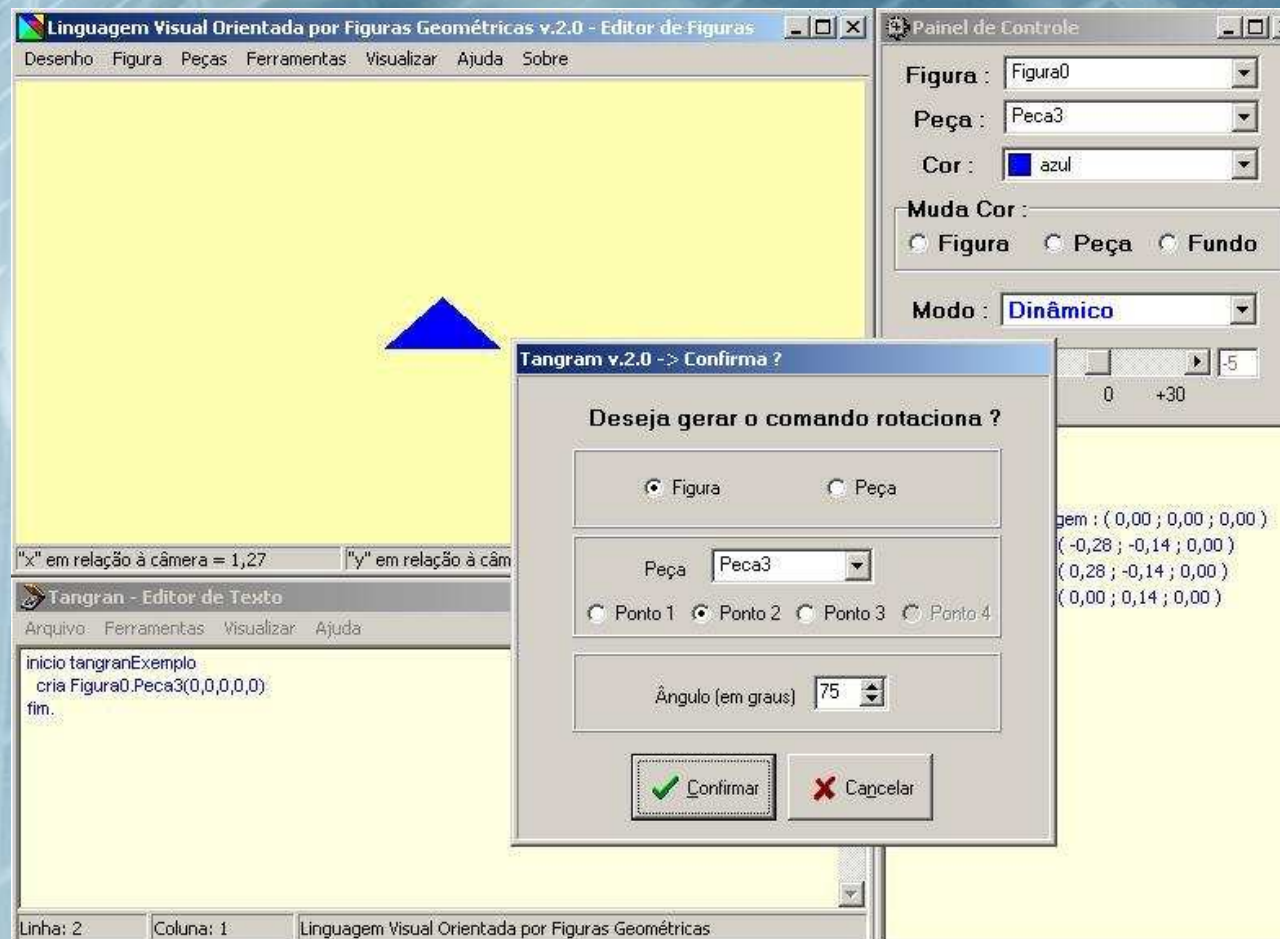 Linguagem Visual Orientada por Figuras Geométricas v.2.0 - Editor de Figuras
Desenho Figura Peças Ferramentas Visualizar Ajuda Sobre
"x" em relação à câmera = 1,27
"y" em relação à câm
Painel de Controle
Figura : Figura0
Peça : Peca3
Cor : azul
Muda Cor :
Figura Peça Fundo
Modo : Dinâmico
-5
0 +30
gem : ( 0,00 ; 0,00 ; 0,00 )
( -0,28 ; -0,14 ; 0,00 )
( 0,28 ; -0,14 ; 0,00 )
( 0,00 ; 0,14 ; 0,00 )
Tangram v.2.0 -> Confirma ?
Deseja gerar o comando rotaciona ?
Figura Peça
Peça Peca3
Ponto 1 Ponto 2 Ponto 3 Ponto 4
Ângulo (em graus) 75
Confirmar Cancelar
Tangran - Editor de Texto
Arquivo Ferramentas Visualizar Ajuda
inicio tangranExemplo
cria Figura0.Peca3(0,0,0,0,0)
fim.
Linha: 2 Coluna: 1 Linguagem Visual Orientada por Figuras Geométricas